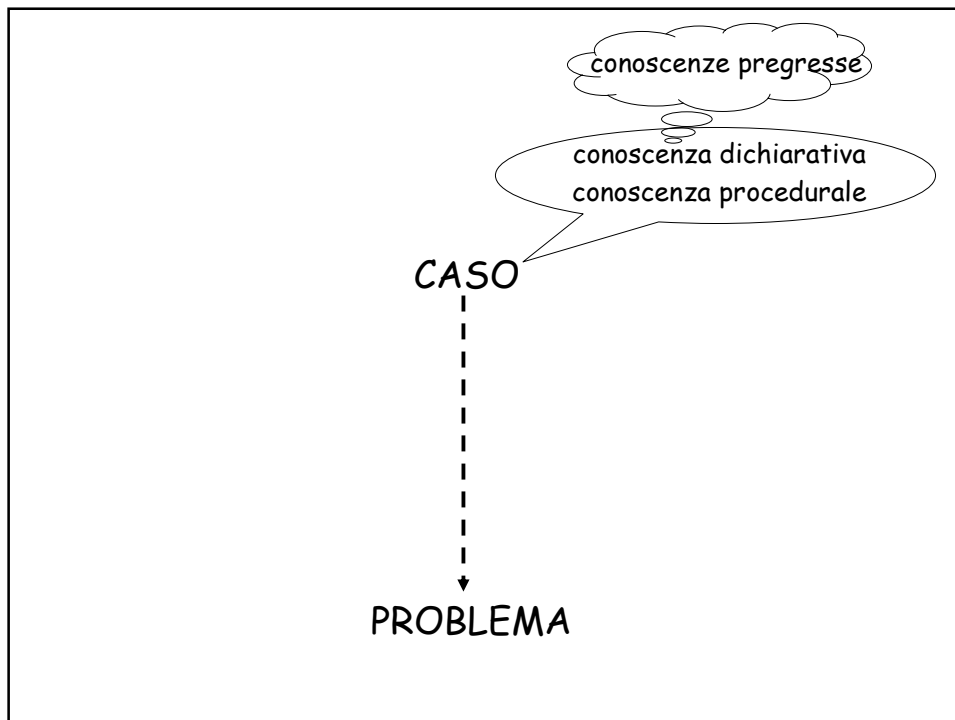 conoscenze pregresse
conoscenza dichiarativa
conoscenza procedurale
CASO
PROBLEMA